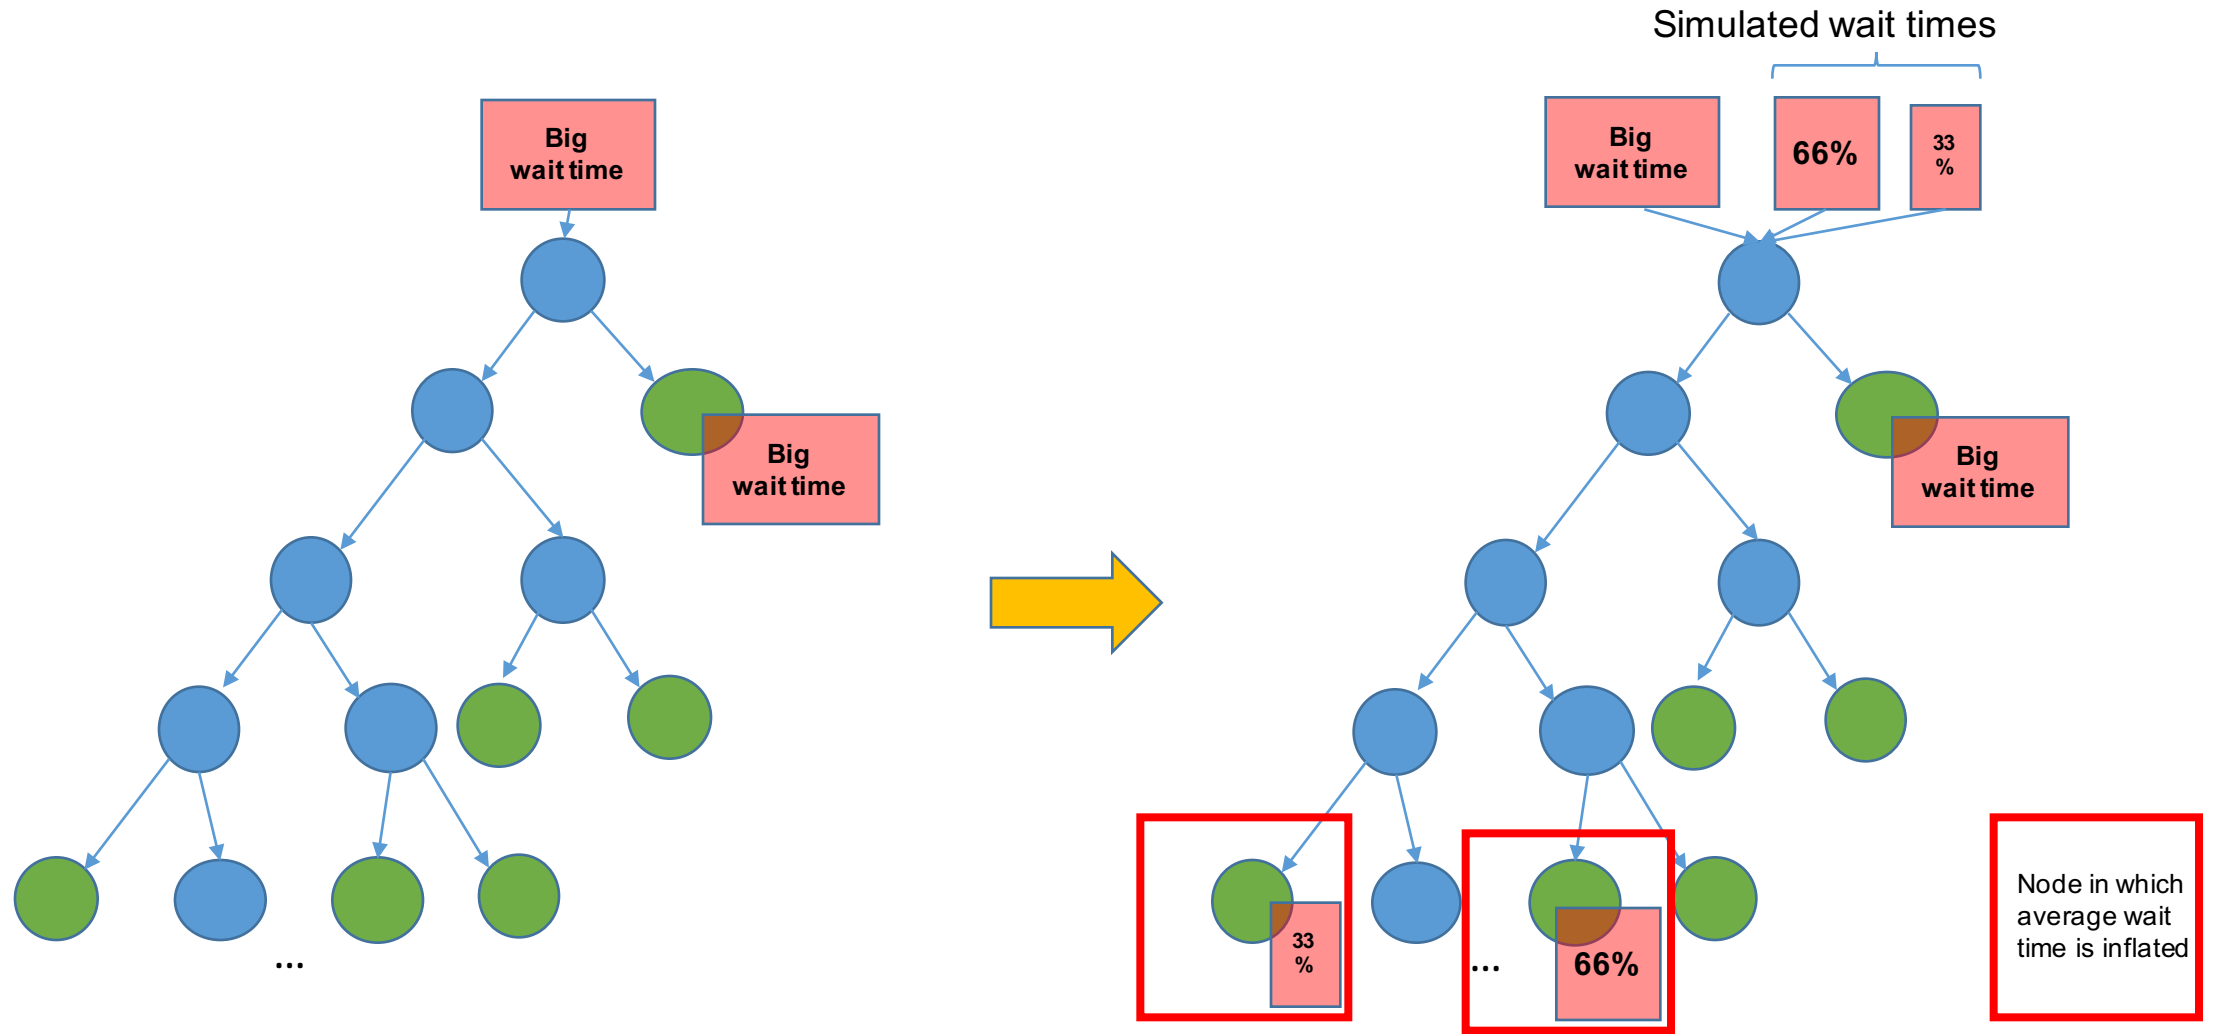 Simulated wait times
Big
wait time
Big
wait time
66%
33
%
Big
wait time
Big
wait time
...
33
%
...
66%
Node in which
average wait
time is inflated